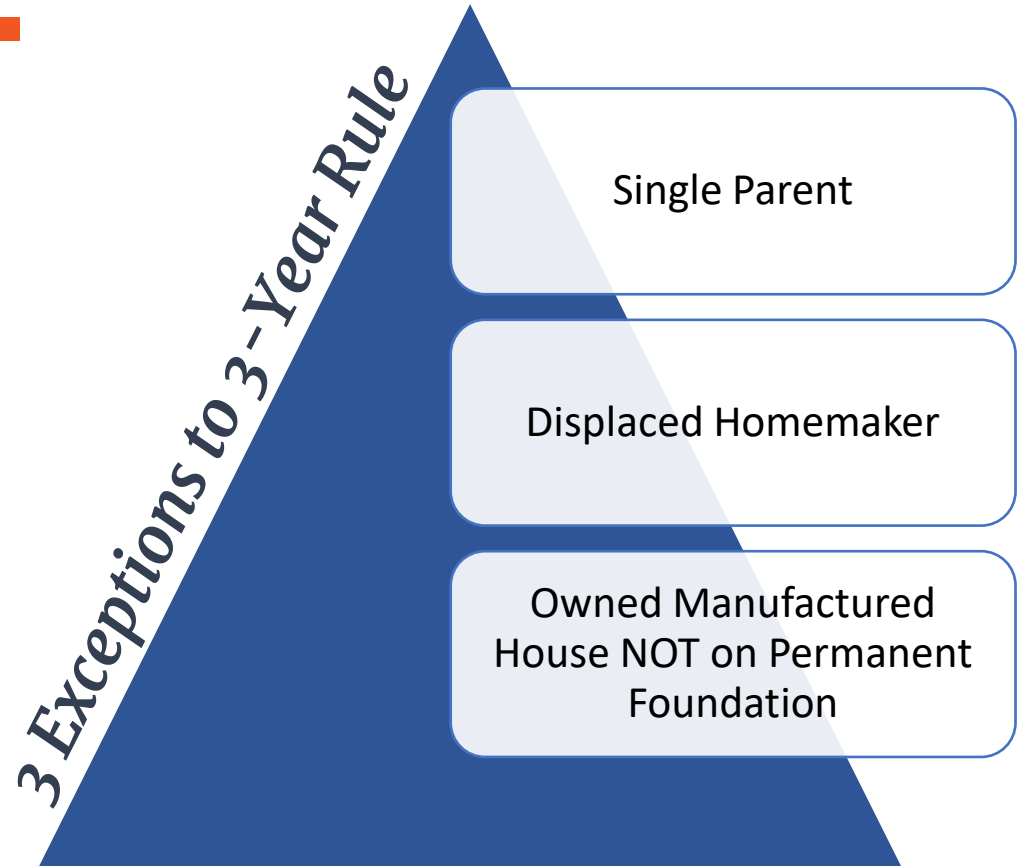 3 Exceptions to 3-Year Rule
Single Parent
Displaced Homemaker
Owned Manufactured
House NOT on Permanent
Foundation